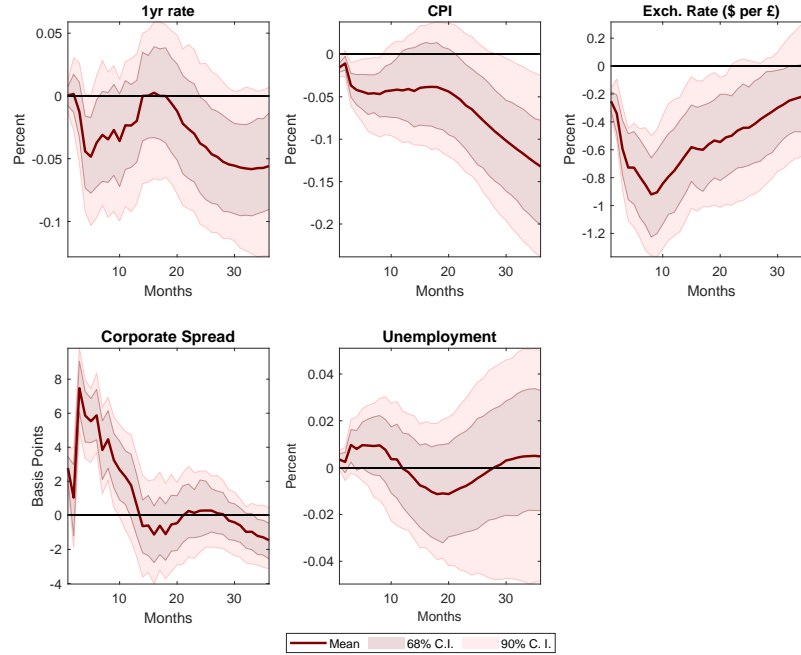 1yr rate
0.05
0
-0.05
-0.1
Percent
10 20 30
Months
CPI
0
-0.05
-0.1
-0.15
-0.2
Percent
10 20 30
Months
Exch. Rate ($ per £)
0.2
0
-0.2
-0.4
-0.6
-0.8
-1
-1.2
Percent
10 20 30
Months
Corporate Spread
8
6
4
2
0
-2
-4
Basis Points
10 20 30
Months
Unemployment
0.04
0.02
0
-0.02
-0.04
Percent
10 20 30
Months
Mean 68% C.I. 90% C. I.